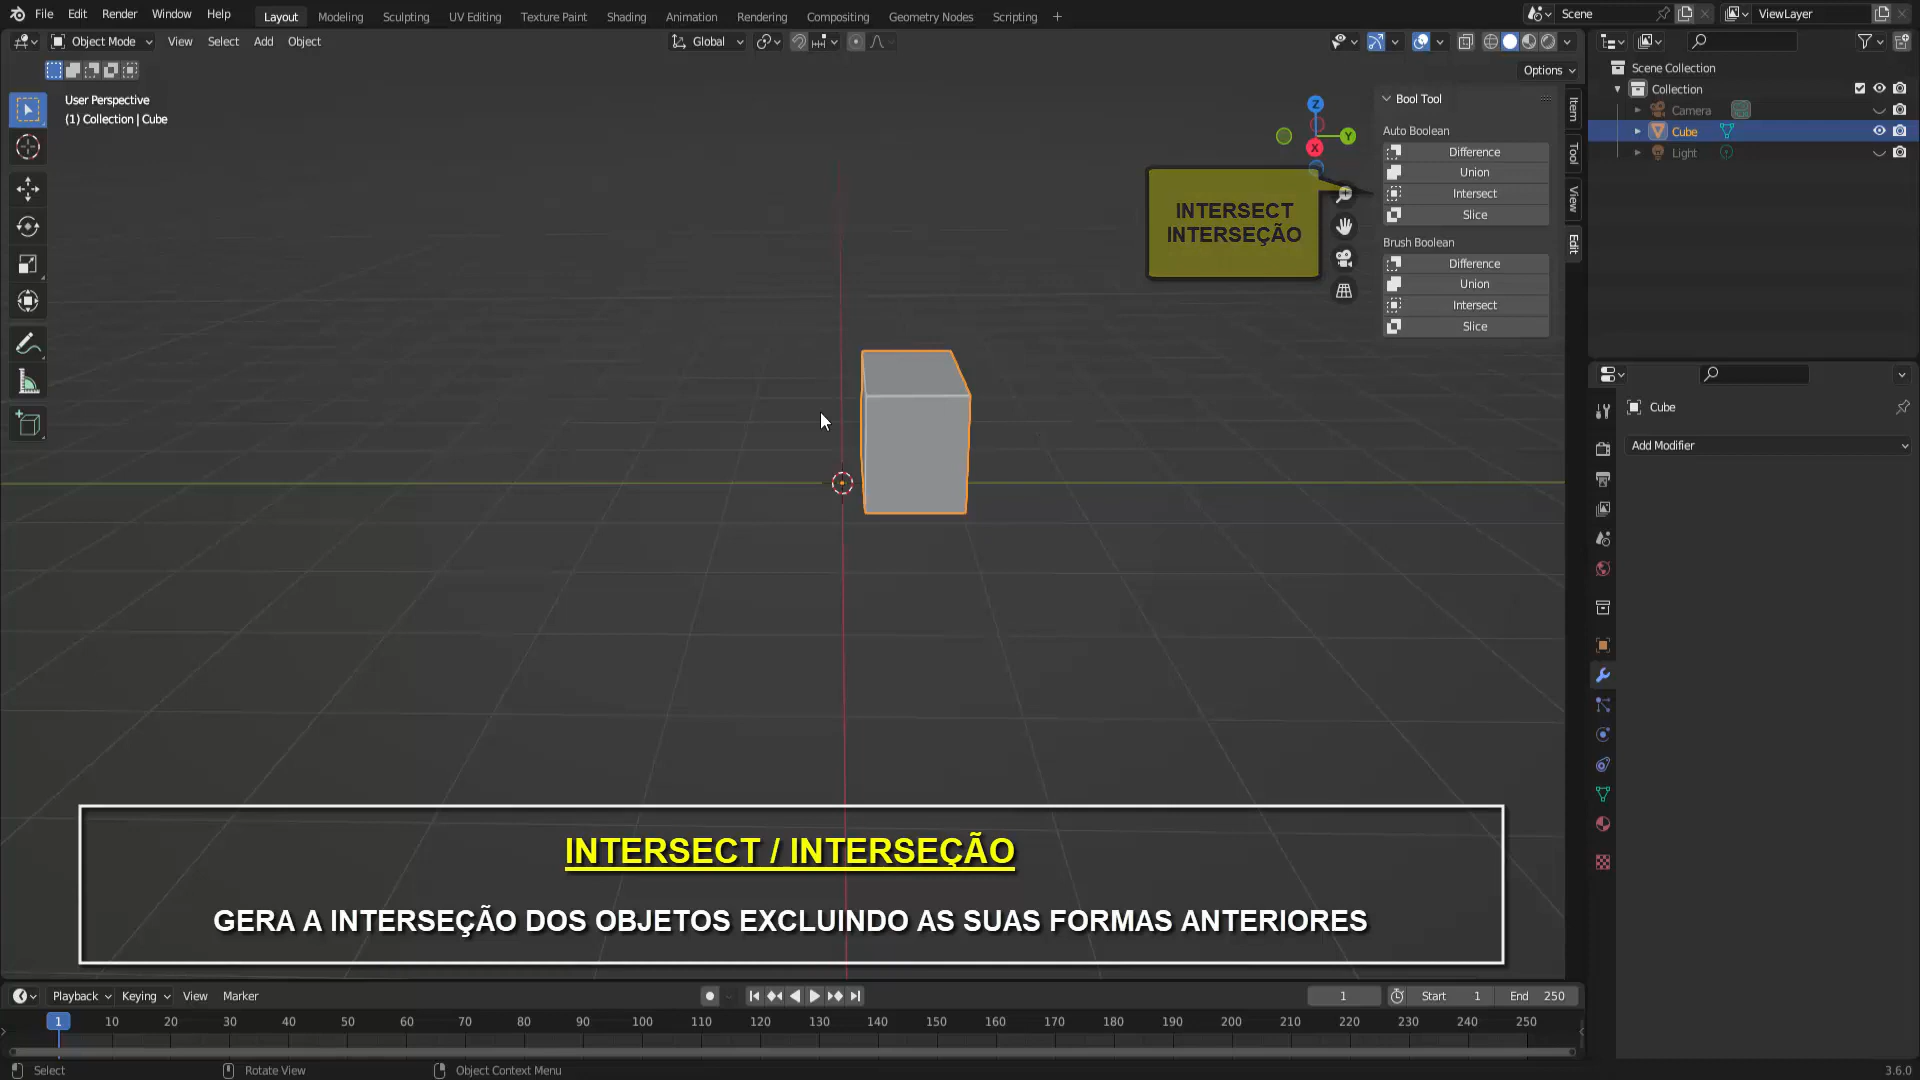 File Edit Render Window Help Layout Modeling Sculpting UV Editing Texture Paint Shading Animation Rendering Compositing Geometry Nodes Scripting + Scene ViewLayer
Object Mode View Select Add Object Global
Options
User Perspective
(1) Collection | Cube
Z
Y
X
INTERSECT
INTERSEÇÃO
Bool Tool
Auto Boolean
Difference
Union
Intersect
Slice
Brush Boolean
Difference
Union
Intersect
Slice
Item
Tool
View
Edit
Scene Collection
Collection
Camera
Cube
Light
Cube
Add Modifier
INTERSECT / INTERSEÇÃO
GERA A INTERSEÇÃO DOS OBJETOS EXCLUINDO AS SUAS FORMAS ANTERIORES
Playback Keying View Marker 1 Start 1 End 250
1 10 20 30 40 50 60 70 80 90 100 110 120 130 140 150 160 170 180 190 200 210 220 230 240 250
Select Rotate View Object Context Menu 3.6.0